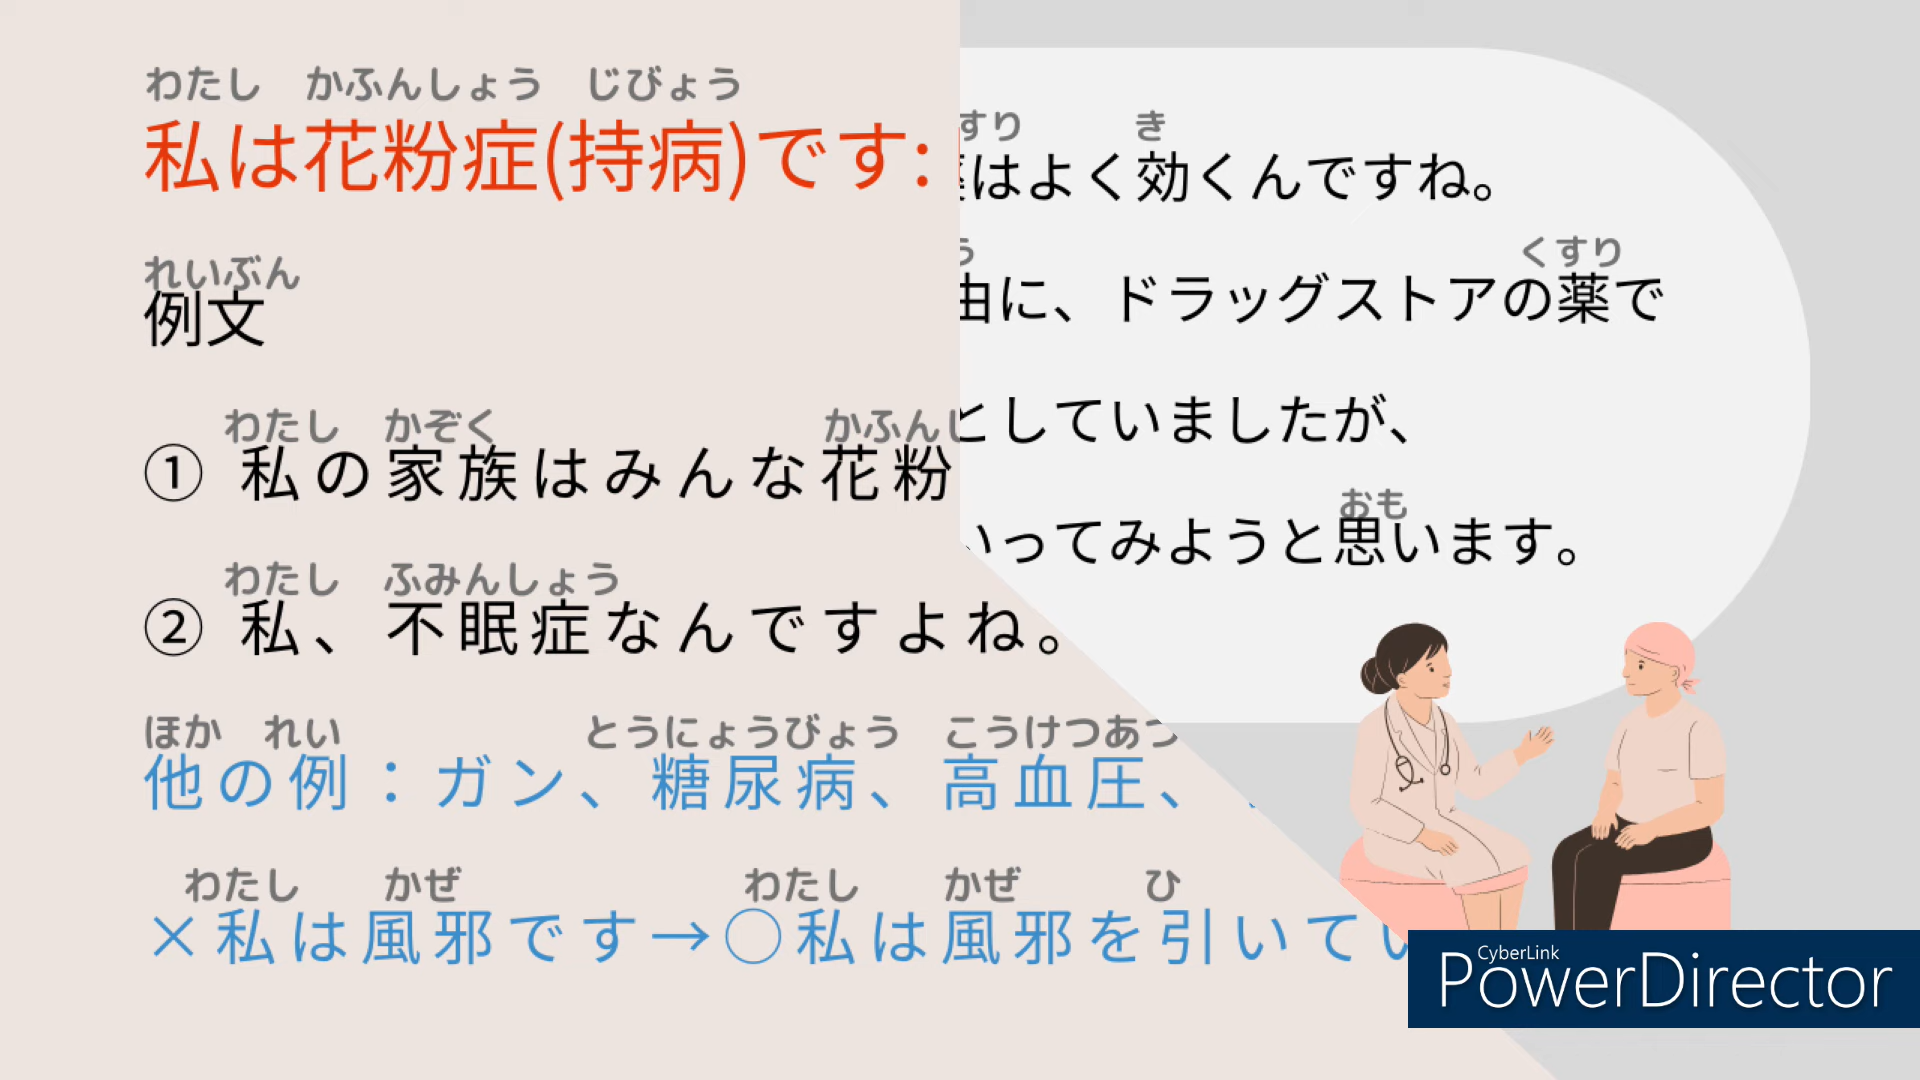 わたし かふんしょう じびょう
私は花粉症(持病)です:
れいぶん
例文
わたし かぞく かふんし
① 私の家族はみんな花粉
わたし ふみんしょう
② 私、不眠症なんですよね。
ほか れい とうにょうびょう こうけつあつ
他の例：ガン、糖尿病、高血圧、
わたし かぜ わたし かぜ ひ
×私は風邪です→○私は風邪を引いてい
すり き
はよく効くんですね。
う くすり
由に、ドラッグストアの薬で
としていましたが、
おも
いってみようと思います。
CyberLink
PowerDirector